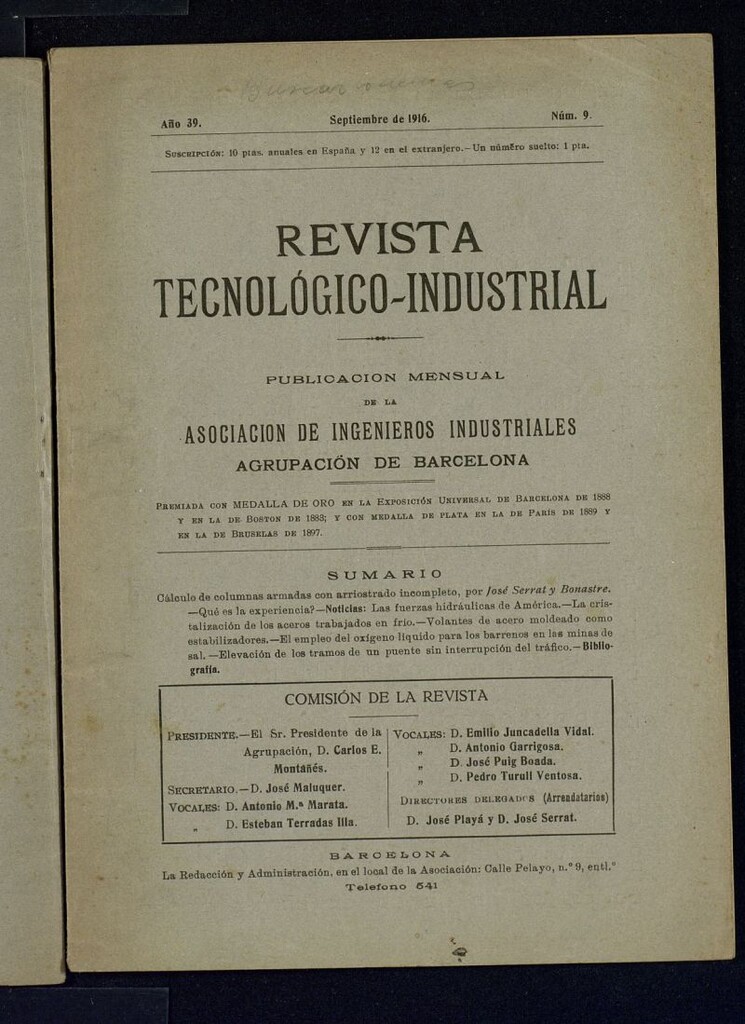 Año 39. Septiembre de 1916. Núm. 9.
Suscripción: 10 ptas. anuales en España y 12 en el extranjero.—Un número suelto: 1 pta.
REVISTA
TECNOLÓGICO-INDUSTRIAL
PUBLICACION MENSUAL
DE LA
ASOCIACION DE INGENIEROS INDUSTRIALES
AGRUPACIÓN DE BARCELONA
Premiada con MEDALLA DE ORO en la Exposición Universal de Barcelona de 1888
y en la de Boston de 1883; y con medalla de plata en la de París de 1889 y
en la de Bruselas de 1897.
SUMARIO
Cálculo de columnas armadas con arriostrado incompleto, por José Serrat y Bonastre.
—Qué es la experiencia?—Noticias: Las fuerzas hidráulicas de América.—La cris-
talización de los aceros trabajados en frío.—Volantes de acero moldeado como
estabilizadores.—El empleo del oxígeno líquido para los barrenos en las minas de
sal.—Elevación de los tramos de un puente sin interrupción del tráfico.—Biblio-
grafía.
COMISIÓN DE LA REVISTA
Presidente.—El Sr. Presidente de la
Agrupación, D. Carlos E.
Montañés.
Secretario.—D. José Maluquer.
Vocales: D. Antonio M.ª Marata.
„ D. Esteban Terradas Illa.
Vocales: D. Emilio Juncadella Vidal.
„ D. Antonio Garrigosa.
„ D. José Puig Boada.
„ D. Pedro Turull Ventosa.
Directores delegados (Arrendatarios)
D. José Playá y D. José Serrat.
BARCELONA
La Redacción y Administración, en el local de la Asociación: Calle Pelayo, n.º 9, entl.º
Telefono 541